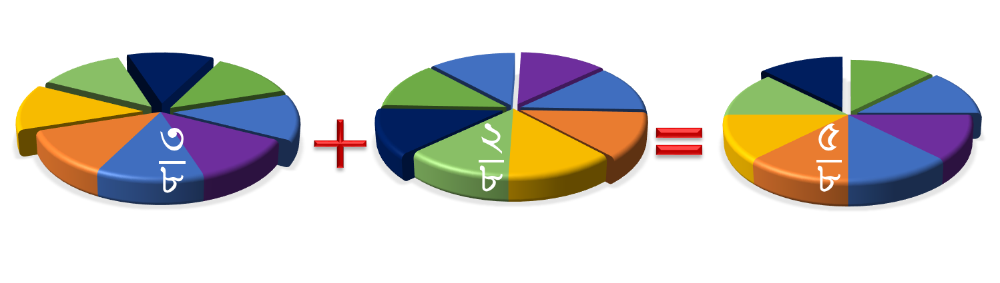 ৩/৮ + ২/৮ = ৫/৮